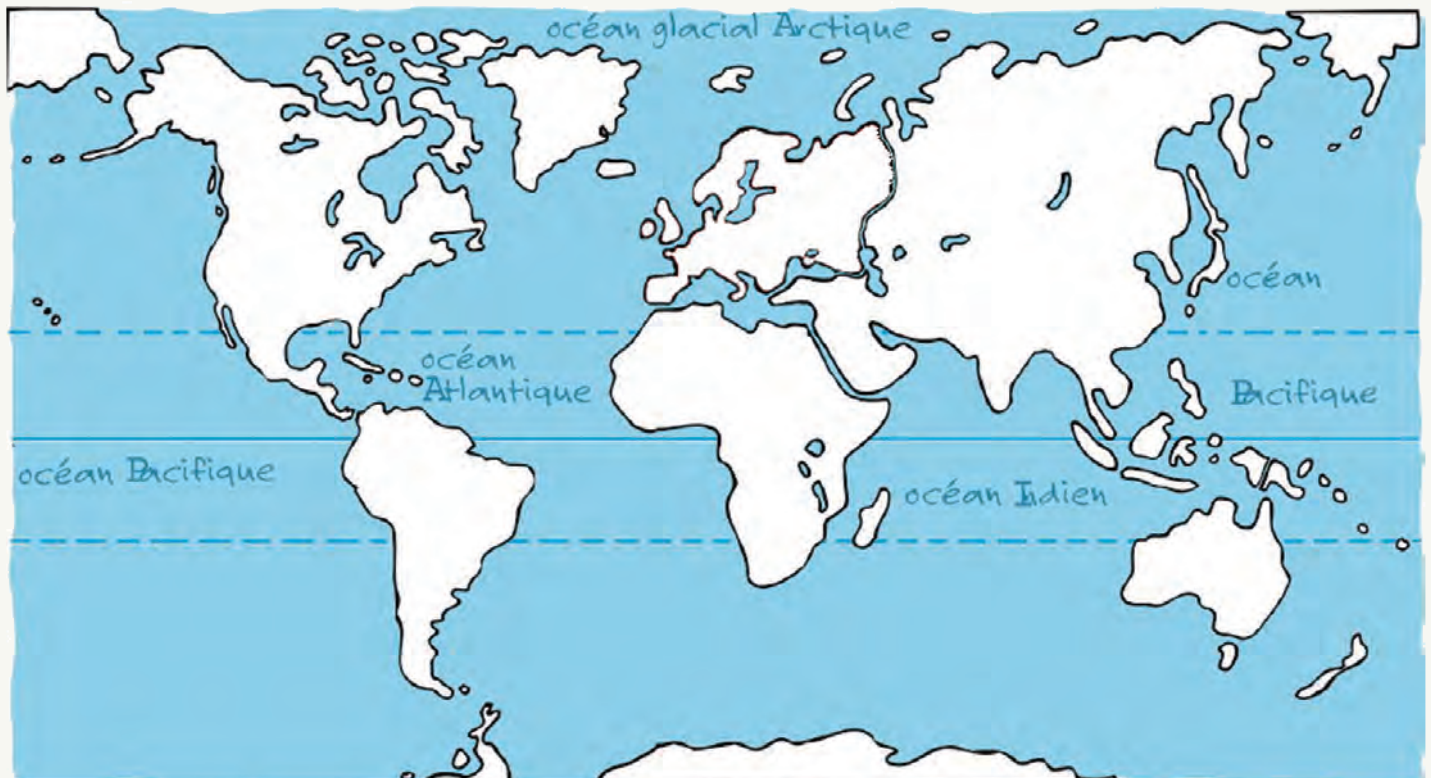 océan glacial Arctique
océan
océan
Atlantique
Pacifique
océan Pacifique
océan Indien